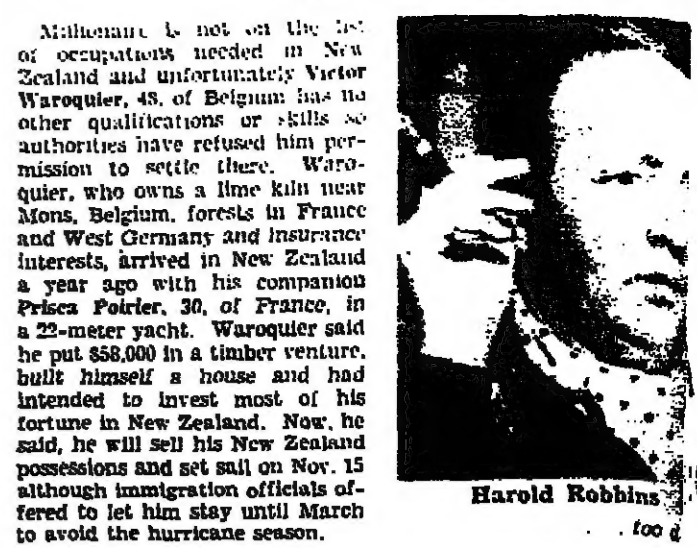 Millionaire is not on the list
of occupations needed in New
Zealand and unfortunately Victor
Waroquier, 48, of Belgium has no
other qualifications or skills so
authorities have refused him per-
mission to settle there. Waro-
quier, who owns a lime kiln near
Mons, Belgium, forests in France
and West Germany and insurance
interests, arrived in New Zealand
a year ago with his companion
Prisca Poirier, 30, of France, in
a 22-meter yacht. Waroquier said
he put $58,000 in a timber venture,
built himself a house and had
intended to invest most of his
fortune in New Zealand. Now, he
said, he will sell his New Zealand
possessions and set sail on Nov. 15
although immigration officials of-
fered to let him stay until March
to avoid the hurricane season.
Harold Robbins
. . too